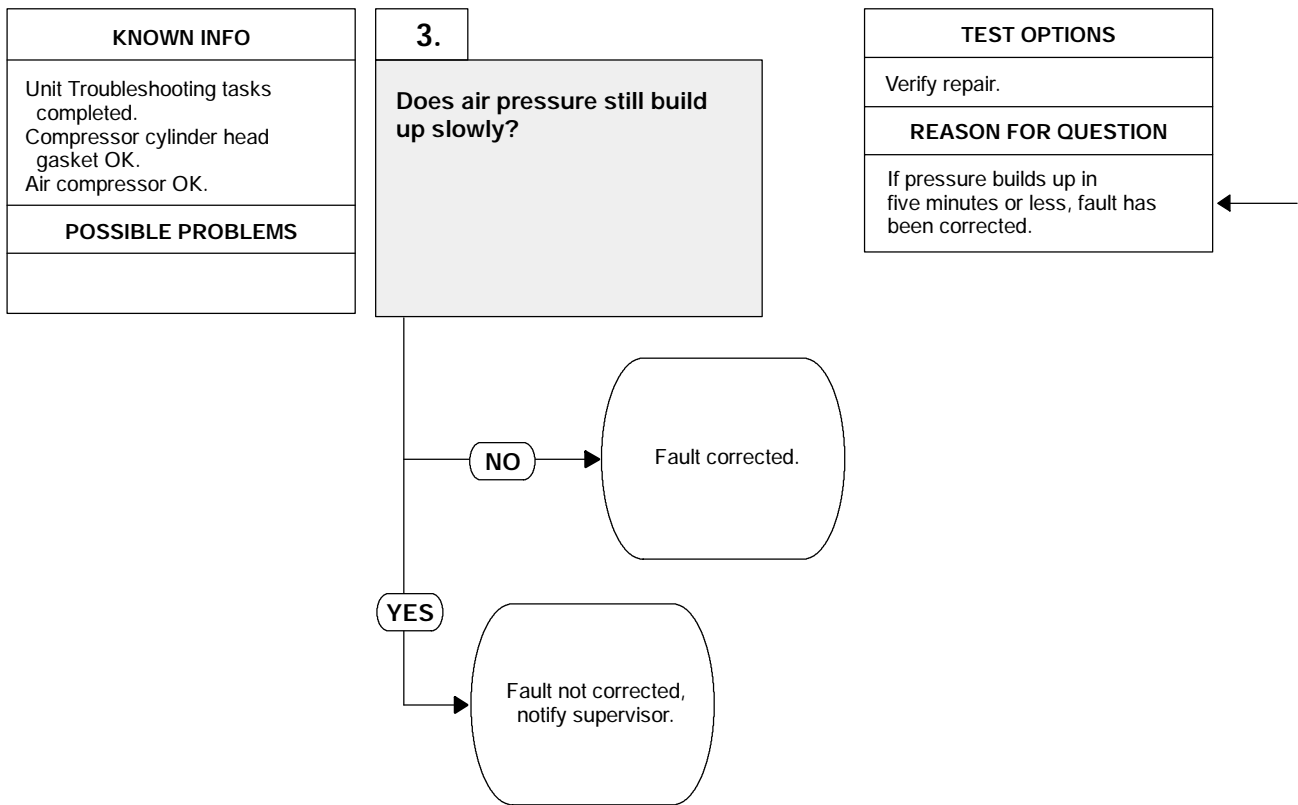 KNOWN INFO
Unit Troubleshooting tasks
completed.
Compressor cylinder head
gasket OK.
Air compressor OK.
POSSIBLE PROBLEMS
3.
Does air pressure still build
up slowly?
TEST OPTIONS
Verify repair.
REASON FOR QUESTION
If pressure builds up in
five minutes or less, fault has
been corrected.
NO
Fault corrected.
YES
Fault not corrected,
notify supervisor.